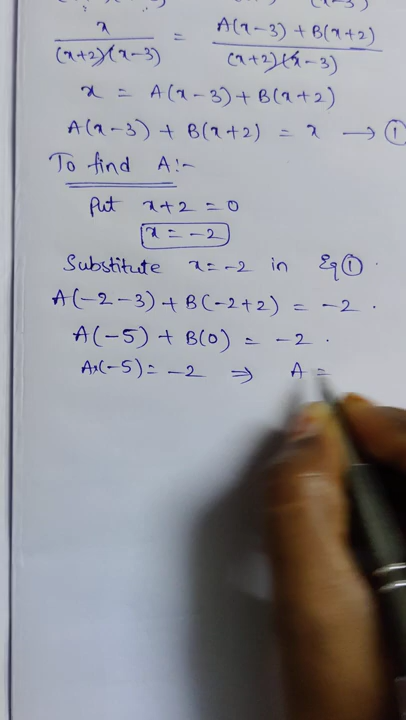 x / (x+2)(x-3) = A(x-3) + B(x+2) / (x+2)(x-3)
x = A(x-3) + B(x+2)
A(x-3) + B(x+2) = x → ①
To find A:-
Put x+2 = 0
x = -2
Substitute x = -2 in Eq ①.
A(-2-3) + B(-2+2) = -2.
A(-5) + B(0) = -2.
A×(-5) = -2 ⇒ A =